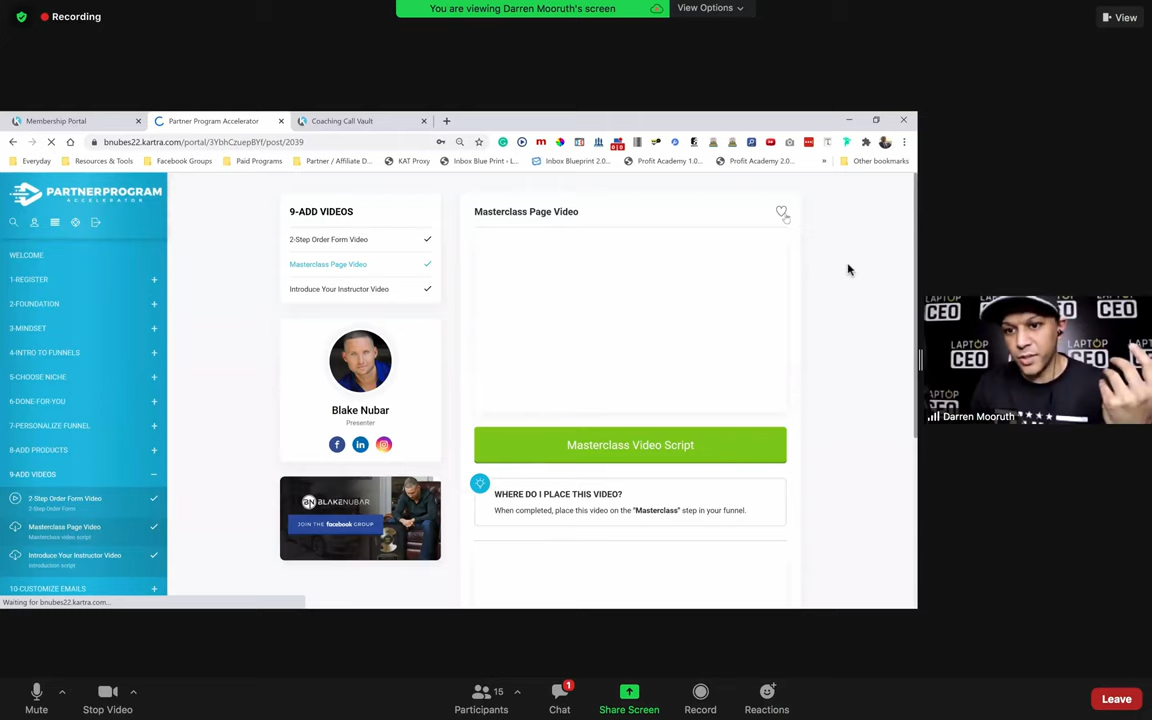 Recording
You are viewing Darren Mooruth's screen
View Options
View
Membership Portal
Partner Program Accelerator
Coaching Call Vault
bnubes22.kartra.com/portal/3YbhCzuepBYf/post/2039
Everyday
Resources & Tools
Facebook Groups
Paid Programs
Partner / Affiliate D...
KAT Proxy
Inbox Blue Print - L...
Inbox Blueprint 2.0...
Profit Academy 1.0...
Profit Academy 2.0...
Other bookmarks
PARTNERPROGRAM
ACCELERATOR
WELCOME
1-REGISTER
2-FOUNDATION
3-MINDSET
4-INTRO TO FUNNELS
5-CHOOSE NICHE
6-DONE-FOR-YOU
7-PERSONALIZE FUNNEL
8-ADD PRODUCTS
9-ADD VIDEOS
2-Step Order Form Video
2-Step Order Form
Masterclass Page Video
Masterclass video script
Introduce Your Instructor Video
Introduction script
10-CUSTOMIZE EMAILS
Waiting for bnubes22.kartra.com...
9-ADD VIDEOS
2-Step Order Form Video
Masterclass Page Video
Introduce Your Instructor Video
Blake Nubar
Presenter
BN BLAKENUBAR
JOIN THE facebook GROUP
Masterclass Page Video
Masterclass Video Script
WHERE DO I PLACE THIS VIDEO?
When completed, place this video on the "Masterclass" step in your funnel.
CEO
CEO
LAPTOP
CEO
LAPTOP
CEO
LAPTOP
Darren Mooruth
Mute
Stop Video
15
Participants
1
Chat
Share Screen
Record
Reactions
Leave